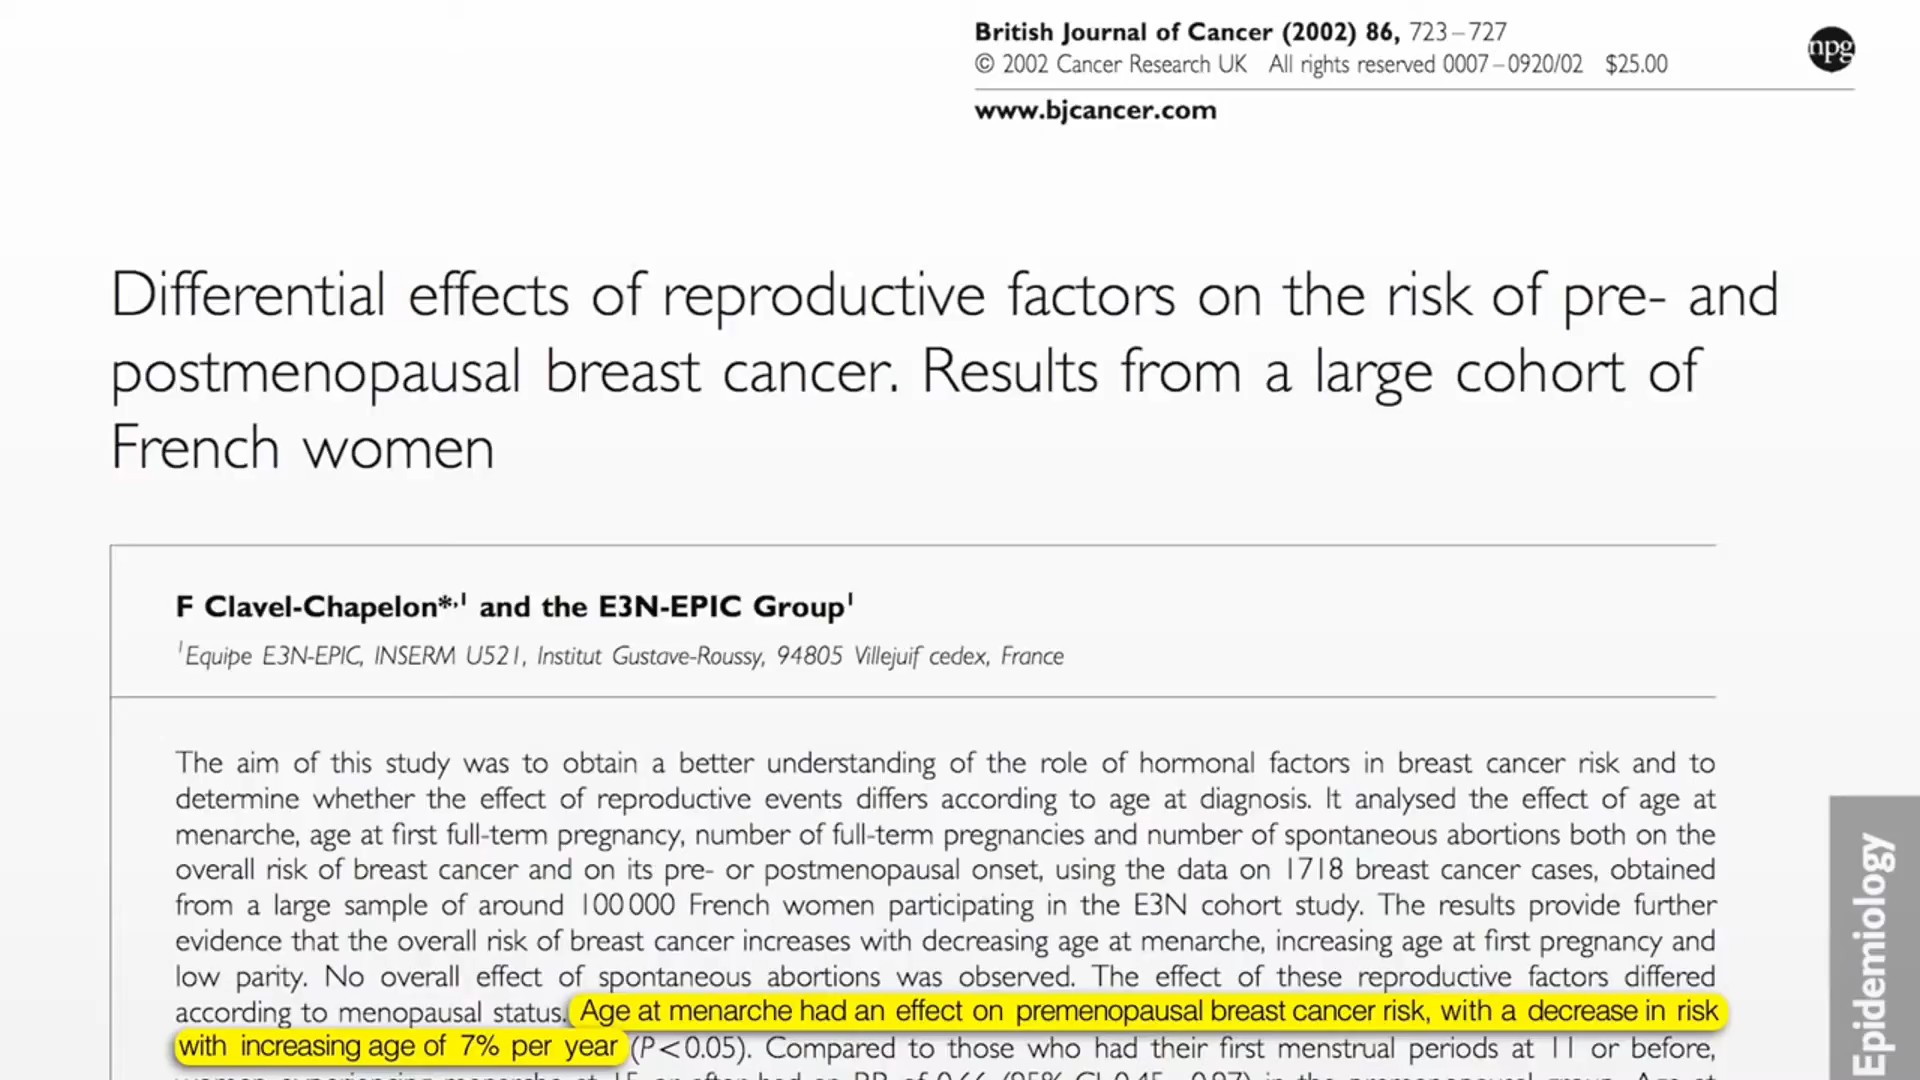 British Journal of Cancer (2002) 86, 723–727
© 2002 Cancer Research UK All rights reserved 0007–0920/02 $25.00
npg
www.bjcancer.com
Differential effects of reproductive factors on the risk of pre- and
postmenopausal breast cancer. Results from a large cohort of
French women
F Clavel-Chapelon*,1 and the E3N-EPIC Group1
1Equipe E3N-EPIC, INSERM U521, Institut Gustave-Roussy, 94805 Villejuif cedex, France
The aim of this study was to obtain a better understanding of the role of hormonal factors in breast cancer risk and to
determine whether the effect of reproductive events differs according to age at diagnosis. It analysed the effect of age at
menarche, age at first full-term pregnancy, number of full-term pregnancies and number of spontaneous abortions both on the
overall risk of breast cancer and on its pre- or postmenopausal onset, using the data on 1718 breast cancer cases, obtained
from a large sample of around 100 000 French women participating in the E3N cohort study. The results provide further
evidence that the overall risk of breast cancer increases with decreasing age at menarche, increasing age at first pregnancy and
low parity. No overall effect of spontaneous abortions was observed. The effect of these reproductive factors differed
according to menopausal status. Age at menarche had an effect on premenopausal breast cancer risk, with a decrease in risk
with increasing age of 7% per year (P<0.05). Compared to those who had their first menstrual periods at 11 or before,
Epidemiology